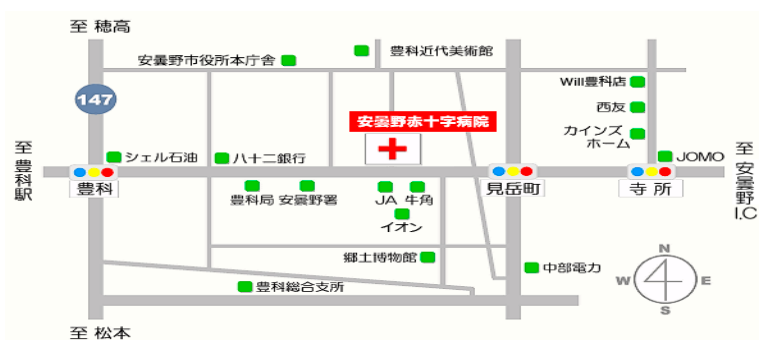 至 穂高
豊科近代美術館
安曇野市役所本庁舎
Will豊科店
147
西友
安曇野赤十字病院
カインズ
ホーム
至 豊科駅
シェル石油
八十二銀行
JOMO
至 安曇野I.C
豊科
見岳町
寺所
豊科局
安曇野署
JA
牛角
イオン
郷土博物館
中部電力
N
W
E
S
豊科総合支所
至 松本